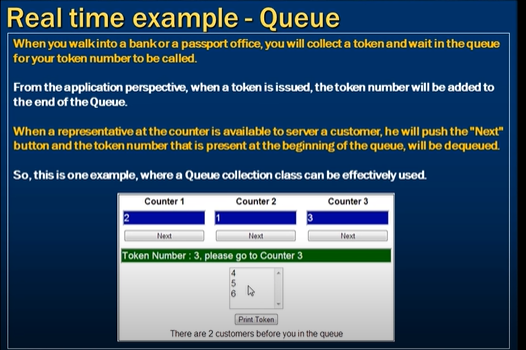 Real time example - Queue
When you walk into a bank or a passport office, you will collect a token and wait in the queue
for your token number to be called.
From the application perspective, when a token is issued, the token number will be added to
the end of the Queue.
When a representative at the counter is available to server a customer, he will push the "Next"
button and the token number that is present at the beginning of the queue, will be dequeued.
So, this is one example, where a Queue collection class can be effectively used.
Counter 1 Counter 2 Counter 3
2 1 3
Next Next Next
Token Number : 3, please go to Counter 3
4
5
6
Print Token
There are 2 customers before you in the queue